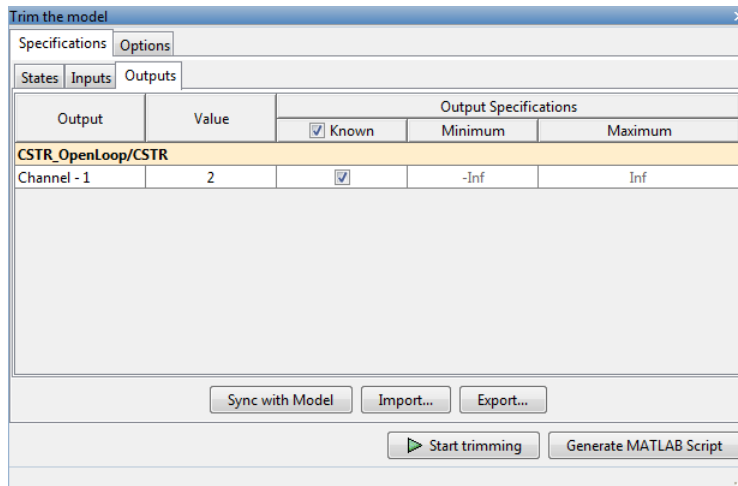 Trim the model
Specifications Options
States Inputs Outputs
Output Value Output Specifications
Known Minimum Maximum
CSTR_OpenLoop/CSTR
Channel - 1 2 -Inf Inf
Sync with Model Import... Export...
Start trimming Generate MATLAB Script